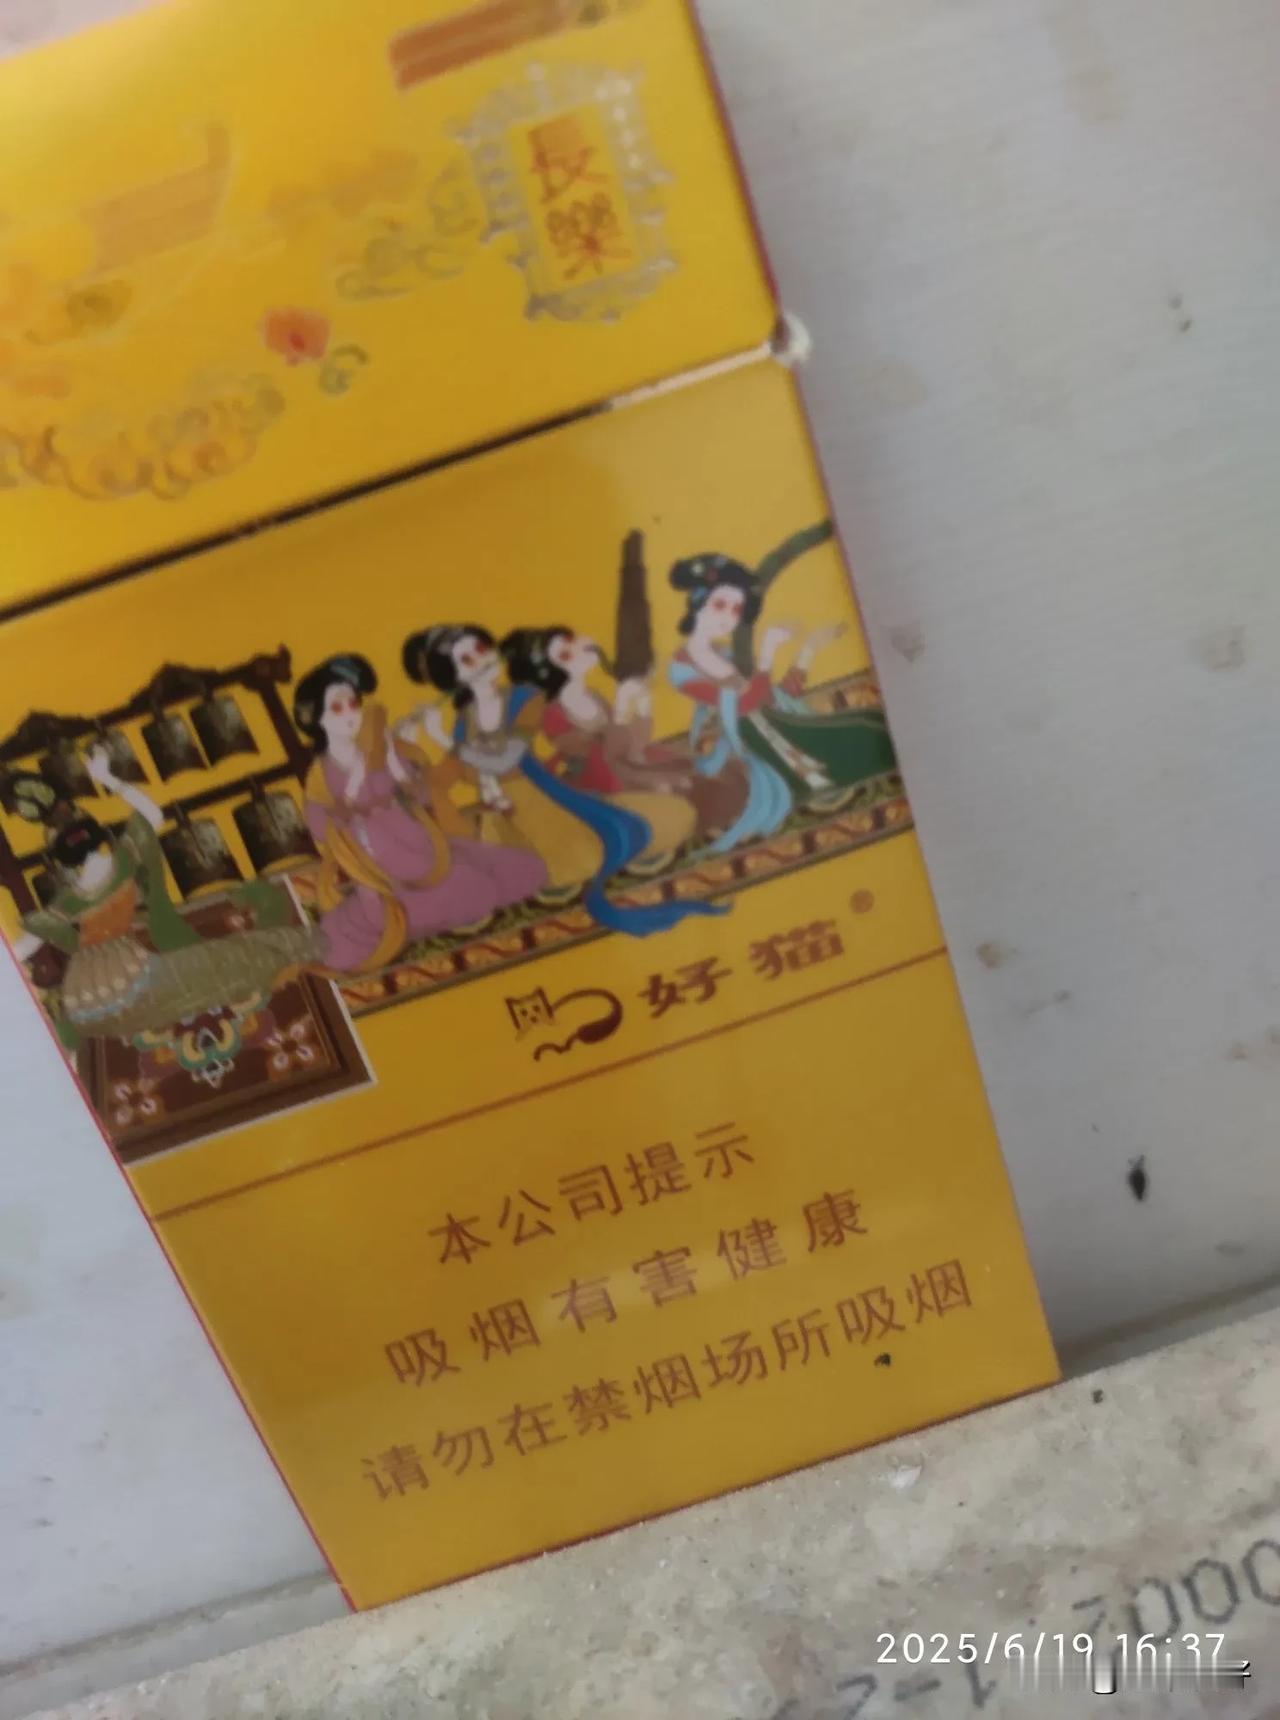 長樂
好猫®
本公司提示
吸烟有害健康
请勿在禁烟场所吸烟
2025/6/19 16:37